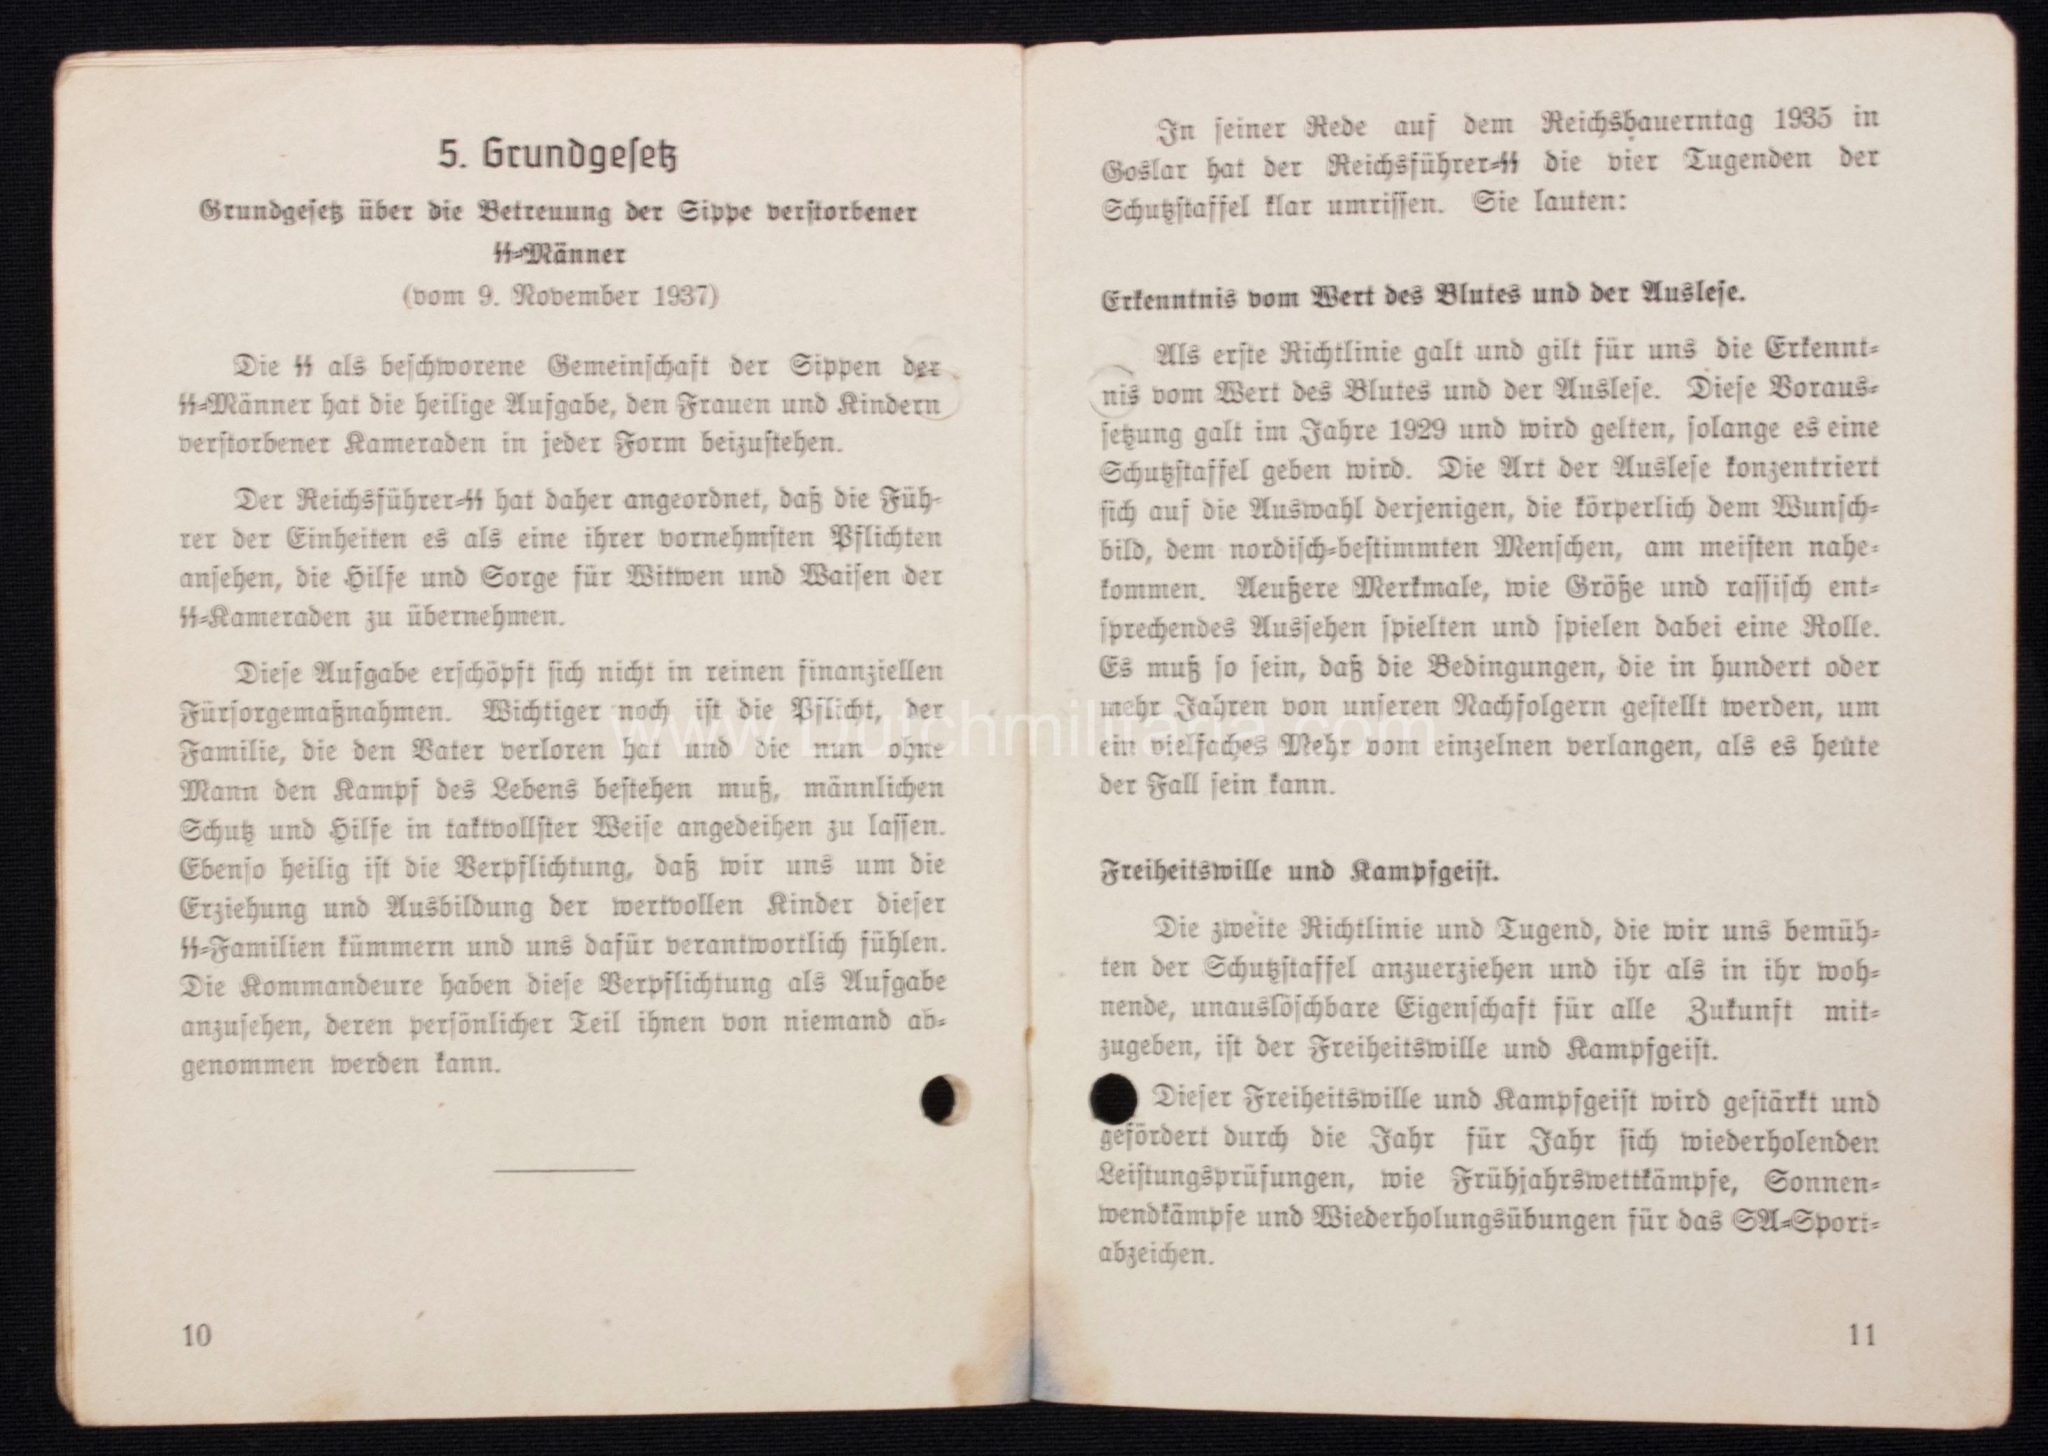 5. Grundgesetz
Grundgesetz über die Betreuung der Sippe verstorbener
SS-Männer
(vom 9. November 1937)
Die SS als beschworene Gemeinschaft der Sippen der
SS-Männer hat die heilige Aufgabe, den Frauen und Kindern
verstorbener Kameraden in jeder Form beizustehen.
Der Reichsführer-SS hat daher angeordnet, daß die Füh-
rer der Einheiten es als eine ihrer vornehmsten Pflichten
ansehen, die Hilfe und Sorge für Witwen und Waisen der
SS-Kameraden zu übernehmen.
Diese Aufgabe erschöpft sich nicht in reinen finanziellen
Fürsorgemaßnahmen. Wichtiger noch ist die Pflicht, der
Familie, die den Vater verloren hat und die nun ohne
Mann den Kampf des Lebens bestehen muß, männlichen
Schutz und Hilfe in taktvollster Weise angedeihen zu lassen.
Ebenso heilig ist die Verpflichtung, daß wir uns um die
Erziehung und Ausbildung der wertvollen Kinder dieser
SS-Familien kümmern und uns dafür verantwortlich fühlen.
Die Kommandeure haben diese Verpflichtung als Aufgabe
anzusehen, deren persönlicher Teil ihnen von niemand ab-
genommen werden kann.
10
In seiner Rede auf dem Reichsbauerntag 1935 in
Goslar hat der Reichsführer-SS die vier Tugenden der
Schutzstaffel klar umrissen. Sie lauten:
Erkenntnis vom Wert des Blutes und der Auslese.
Als erste Richtlinie galt und gilt für uns die Erkennt-
nis vom Wert des Blutes und der Auslese. Diese Voraus-
setzung galt im Jahre 1929 und wird gelten, solange es eine
Schutzstaffel geben wird. Die Art der Auslese konzentriert
sich auf die Auswahl derjenigen, die körperlich dem Wunsch-
bild, dem nordisch-bestimmten Menschen, am meisten nahe-
kommen. Aeußere Merkmale, wie Größe und rassisch ent-
sprechendes Aussehen spielten und spielen dabei eine Rolle.
Es muß so sein, daß die Bedingungen, die in hundert oder
mehr Jahren von unseren Nachfolgern gestellt werden, um
ein vielfaches Mehr vom einzelnen verlangen, als es heute
der Fall sein kann.
Freiheitswille und Kampfgeist.
Die zweite Richtlinie und Tugend, die wir uns bemüh-
ten der Schutzstaffel anzuerziehen und ihr als in ihr woh-
nende, unauslöschbare Eigenschaft für alle Zukunft mit-
zugeben, ist der Freiheitswille und Kampfgeist.
Dieser Freiheitswille und Kampfgeist wird gestärkt und
gefördert durch die Jahr für Jahr sich wiederholenden
Leistungsprüfungen, wie Frühjahrswettkämpfe, Sonnen-
wendkämpfe und Wiederholungsübungen für das SA-Sport-
abzeichen.
11
www.Dutchmilitaria.com